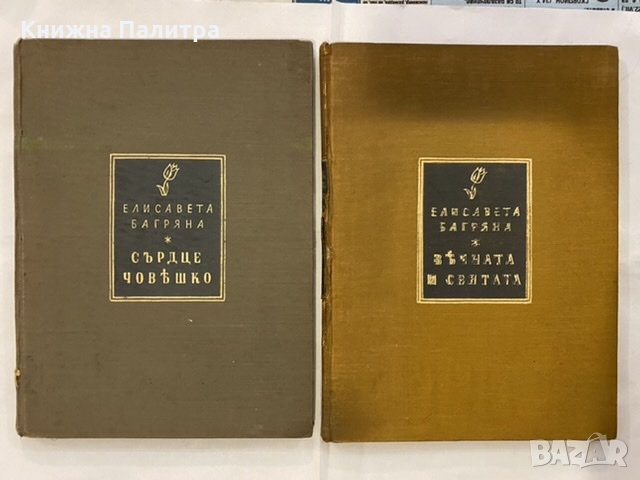 Книжна Палитра
ЕЛИСАВЕТА
БАГРЯНА
*
СЪРДЦЕ
ЧОВѢШКО
ЕЛИСАВЕТА
БАГРЯНА
*
ВѢЧНАТА
И СВЯТАТА
BAZAR